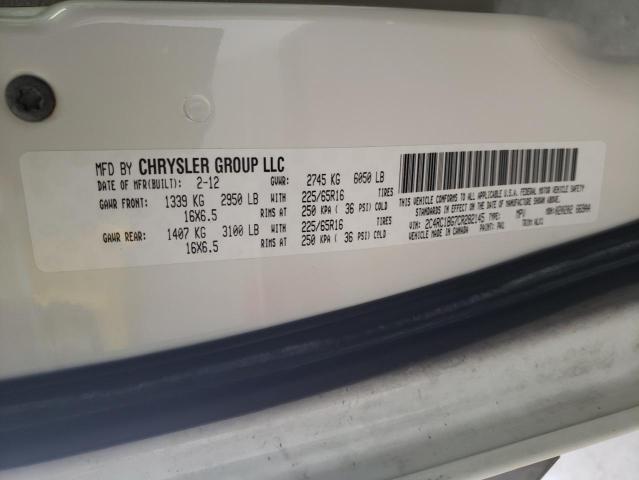 MFD BY CHRYSLER GROUP LLC
DATE OF MFR(BUILT): 2-12 GVWR: 2745 KG 6050 LB
GAWR FRONT: 1339 KG 2950 LB WITH 225/65R16 TIRES
16X6.5 RIMS AT 250 KPA ( 36 PSI) COLD
GAWR REAR: 1407 KG 3100 LB WITH 225/65R16 TIRES
16X6.5 RIMS AT 250 KPA ( 36 PSI) COLD
THIS VEHICLE CONFORMS TO ALL APPLICABLE U.S.A. FEDERAL MOTOR VEHICLE SAFETY
STANDARDS IN EFFECT ON THE DATE OF MANUFACTURE SHOWN ABOVE.
VIN: 2C4RC1BG7CR282145 TYPE: MPV
VEHICLE MADE IN CANADA PAINT: TRIM: